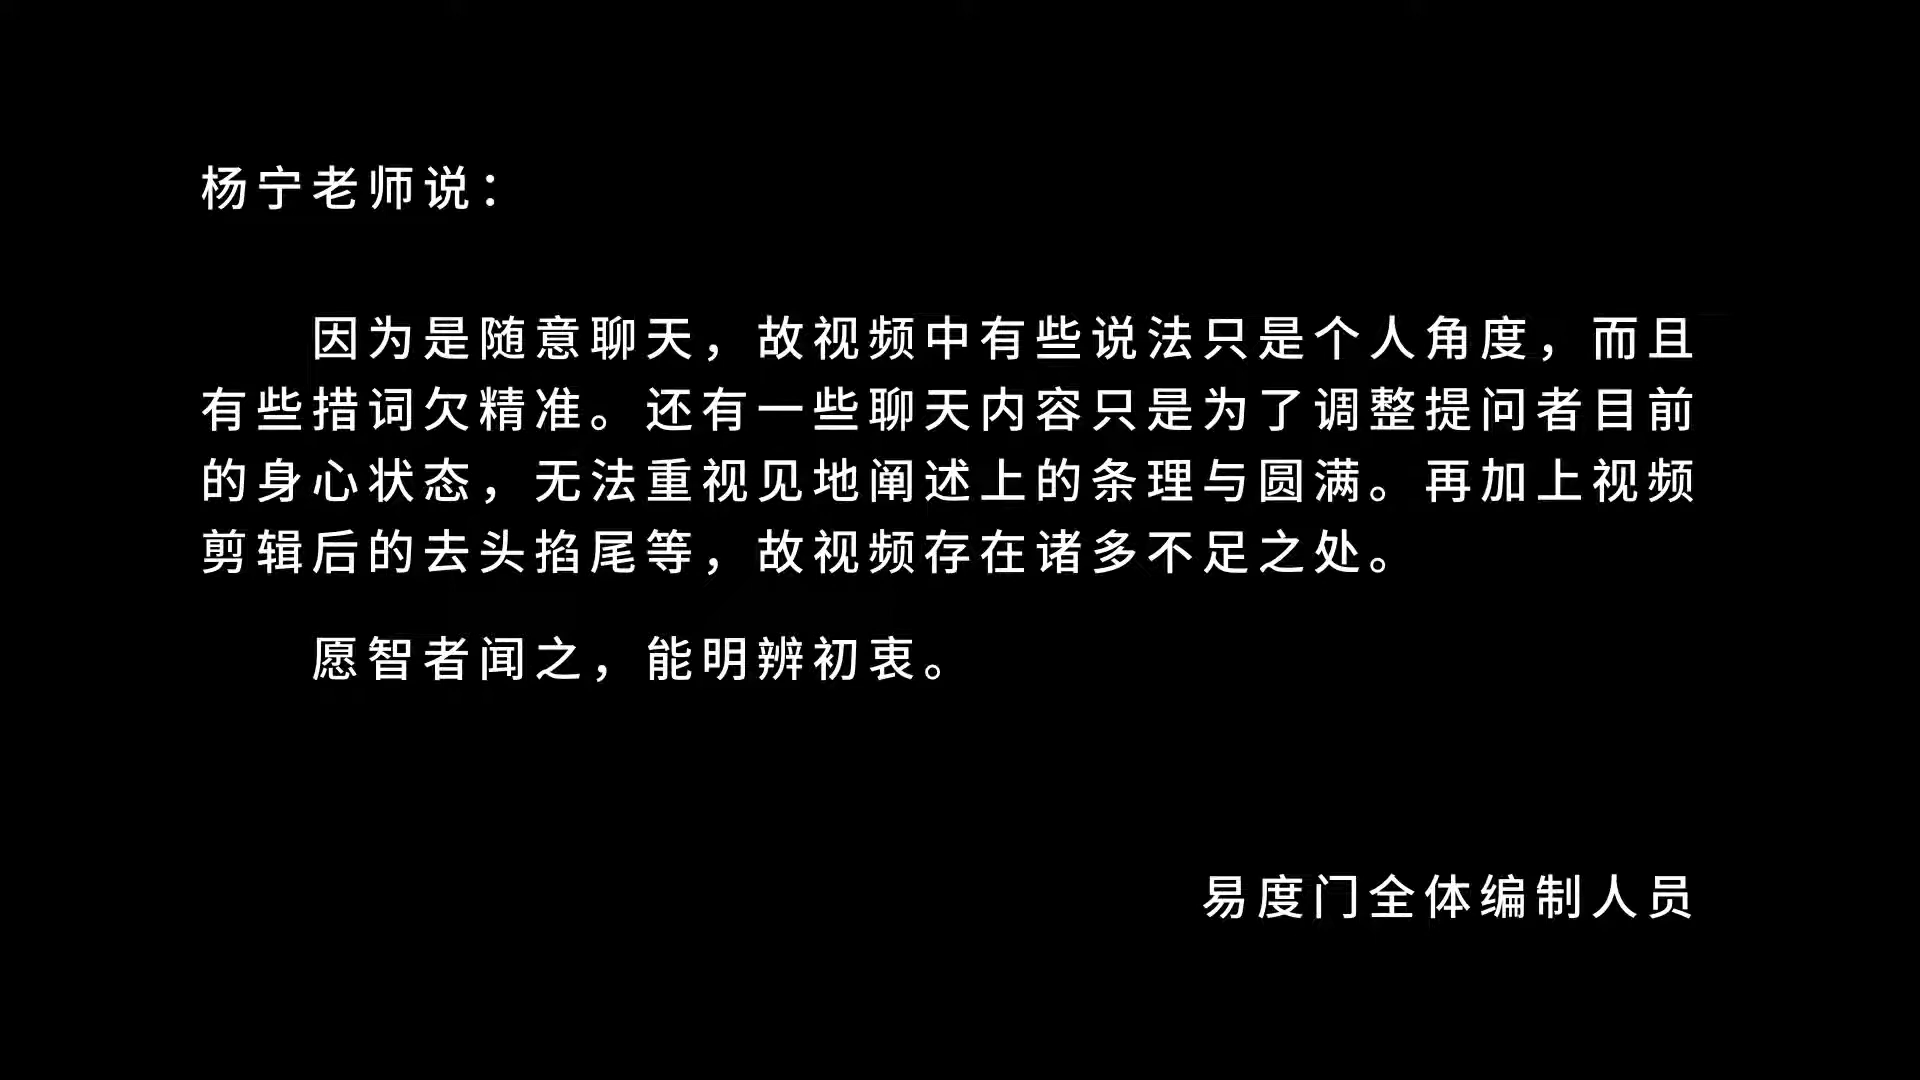 杨宁老师说：
因为是随意聊天，故视频中有些说法只是个人角度，而且
有些措词欠精准。还有一些聊天内容只是为了调整提问者目前
的身心状态，无法重视见地阐述上的条理与圆满。再加上视频
剪辑后的去头掐尾等，故视频存在诸多不足之处。
愿智者闻之，能明辨初衷。
易度门全体编制人员